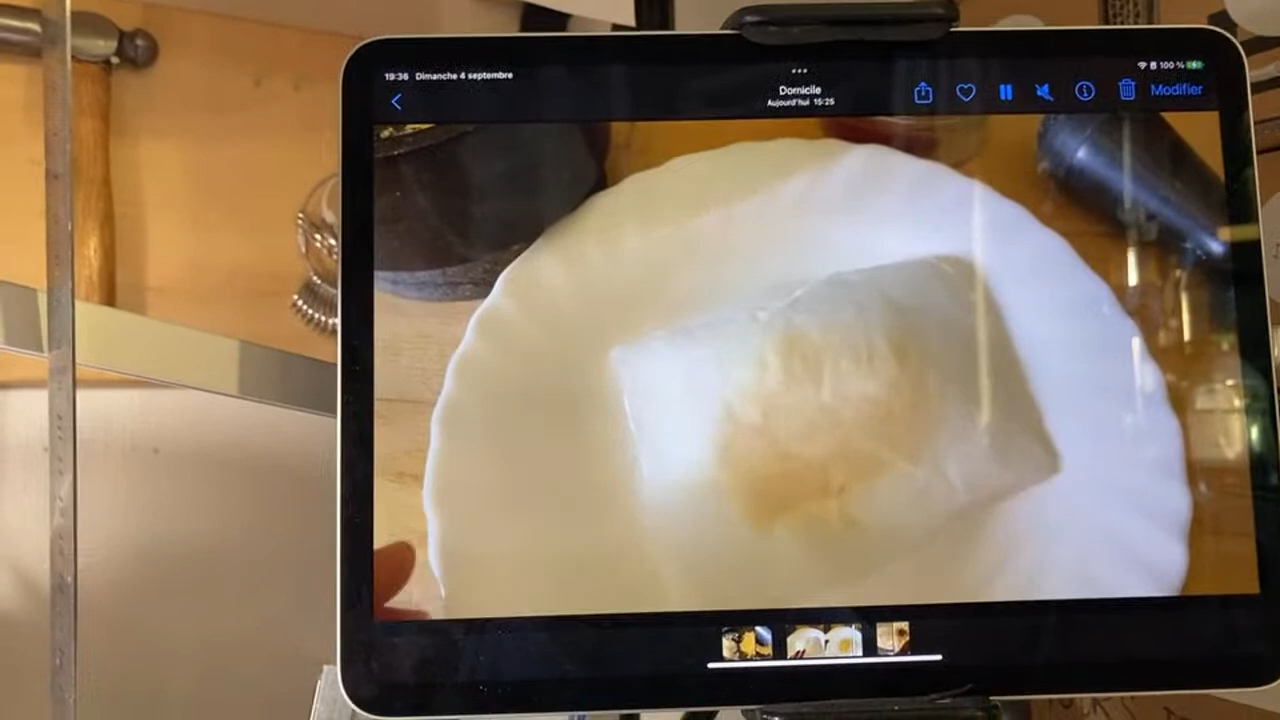 19:36 Dimanche 4 septembre
100 %
Domicile
Aujourd'hui 15:25
Modifier